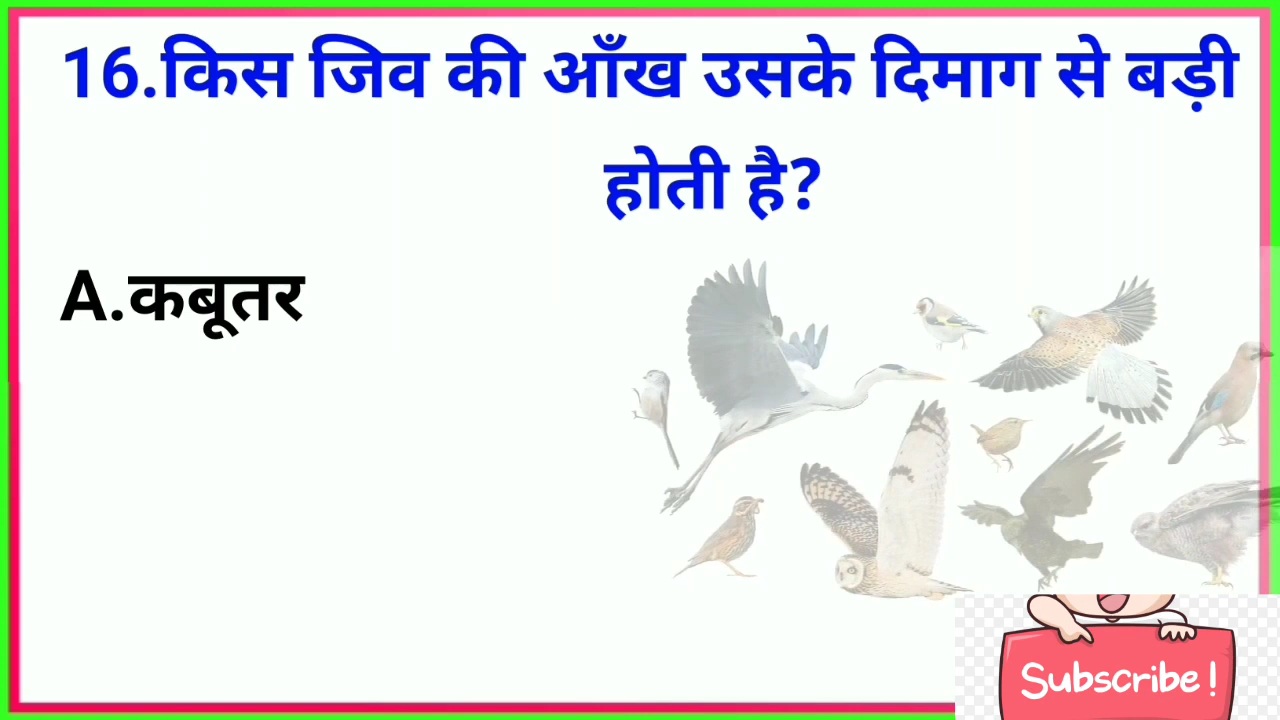 16.किस जिव की आँख उसके दिमाग से बड़ी
होती है?
A.कबूतर
Subscribe!